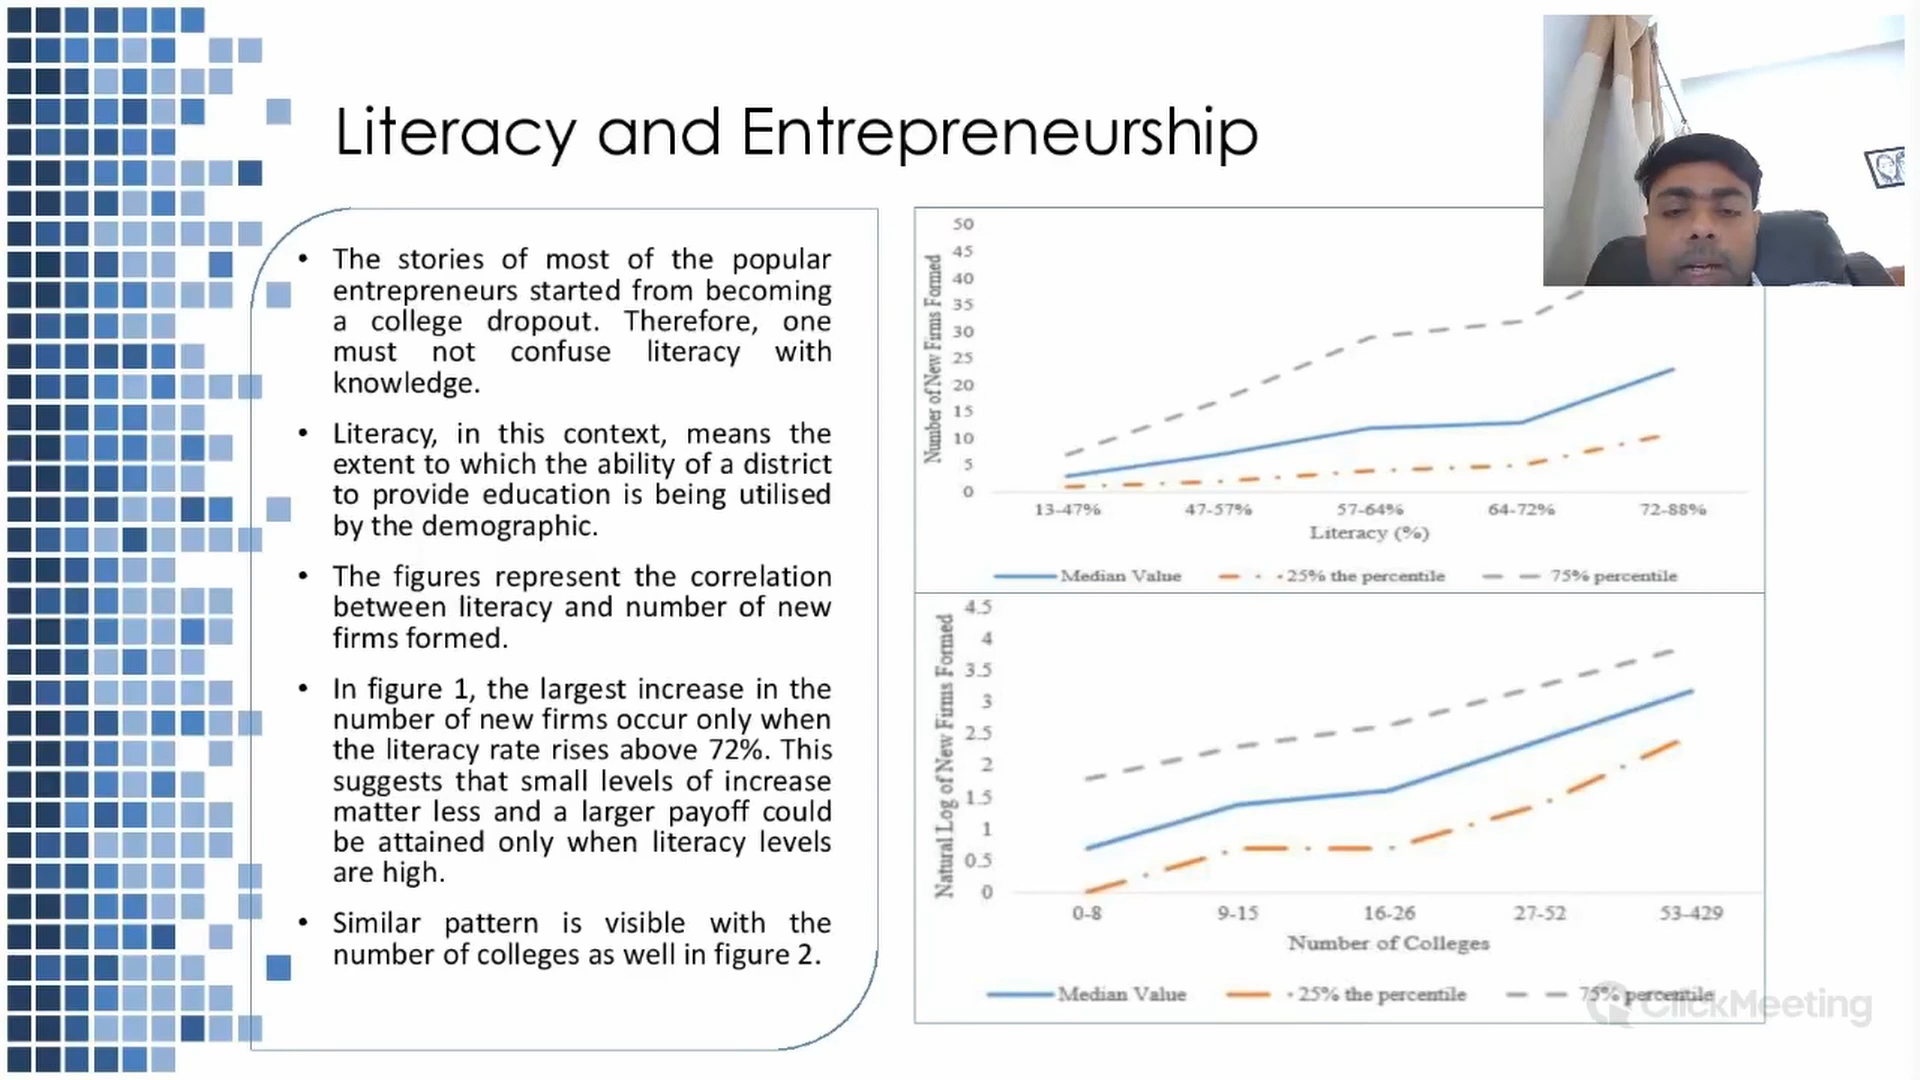 Literacy and Entrepreneurship
• The stories of most of the popular
entrepreneurs started from becoming
a college dropout. Therefore, one
must not confuse literacy with
knowledge.
• Literacy, in this context, means the
extent to which the ability of a district
to provide education is being utilised
by the demographic.
• The figures represent the correlation
between literacy and number of new
firms formed.
• In figure 1, the largest increase in the
number of new firms occur only when
the literacy rate rises above 72%. This
suggests that small levels of increase
matter less and a larger payoff could
be attained only when literacy levels
are high.
• Similar pattern is visible with the
number of colleges as well in figure 2.
Number of New Firms Formed
50
45
40
35
30
25
20
15
10
5
0
13-47% 47-57% 57-64% 64-72% 72-88%
Literacy (%)
Median Value 25% the percentile 75% percentile
Natural Log of New Firms Formed
4.5
4
3.5
3
2.5
2
1.5
1
0.5
0
0-8 9-15 16-26 27-52 53-429
Number of Colleges
Median Value 25% the percentile 75% percentile
ClickMeeting